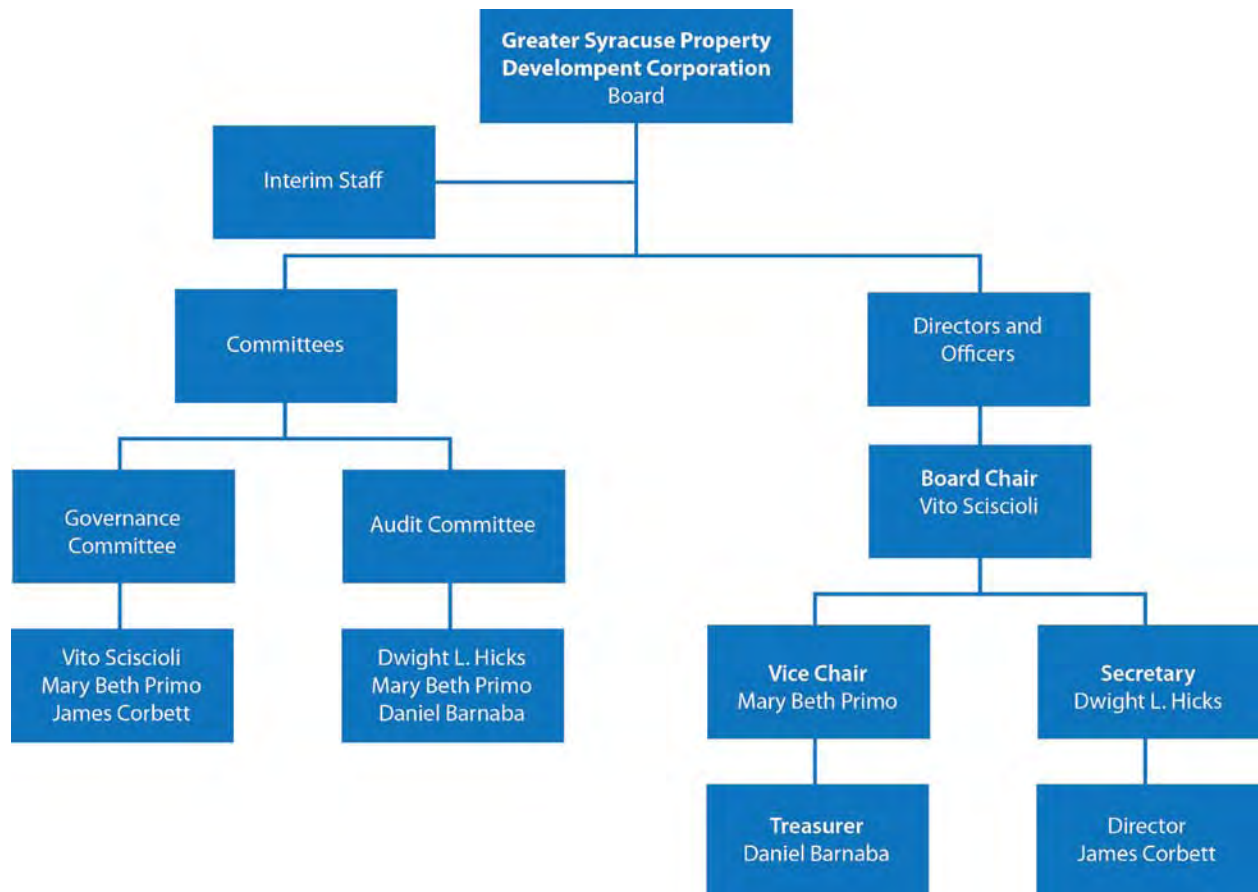 Greater Syracuse Property
Develompent Corporation
Board
Interim Staff
Committees
Directors and
Officers
Governance
Committee
Audit Committee
Board Chair
Vito Sciscioli
Vito Sciscioli
Mary Beth Primo
James Corbett
Dwight L. Hicks
Mary Beth Primo
Daniel Barnaba
Vice Chair
Mary Beth Primo
Secretary
Dwight L. Hicks
Treasurer
Daniel Barnaba
Director
James Corbett